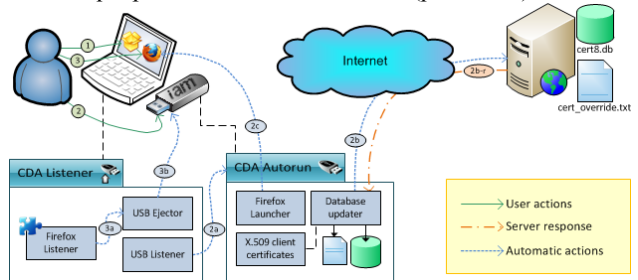 1
3
2
iam
Internet
2b-r
cert8.db
cert_override.txt
2c
2b
3b
CDA Listener
CDA Autorun
3a
2a
USB Ejector
Firefox
Listener
USB Listener
Firefox
Launcher
Database
updater
X.509 client
certificates
User actions
Server response
Automatic actions